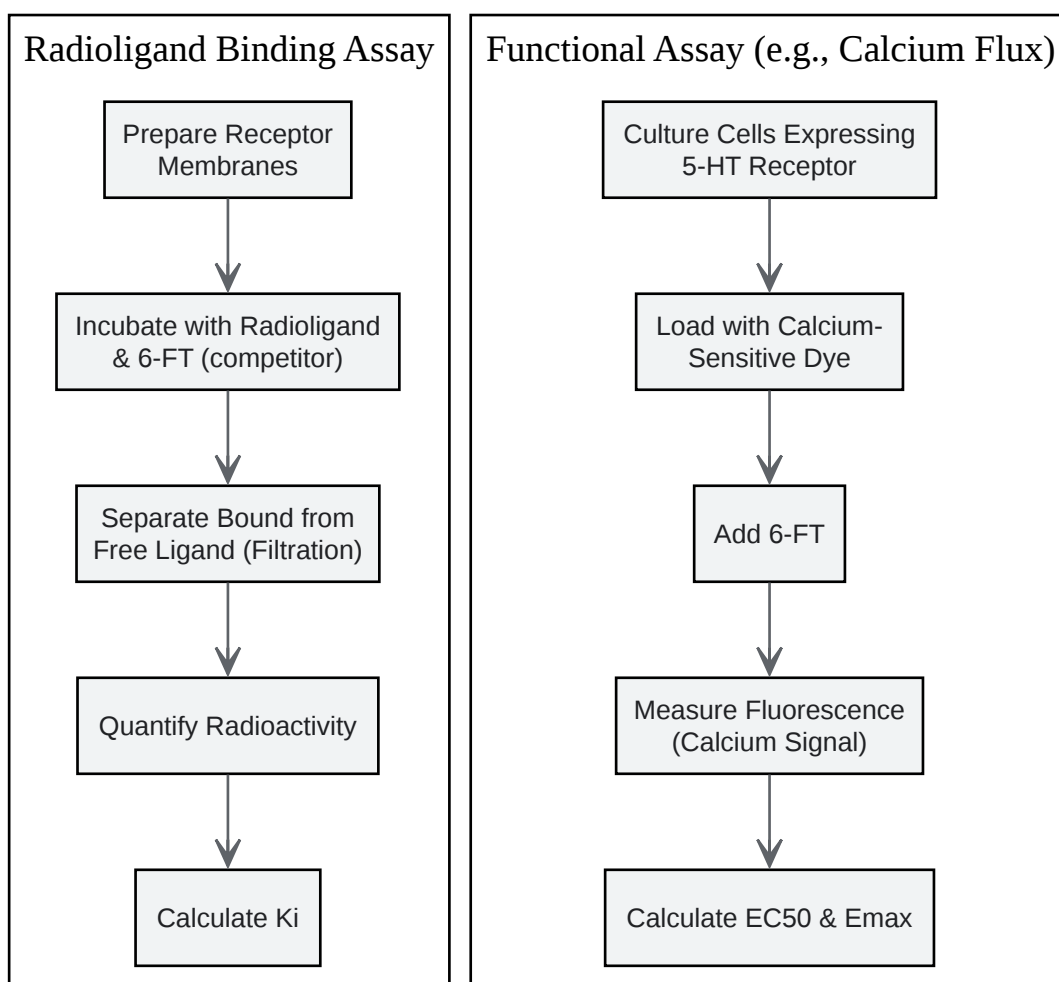 Radioligand Binding Assay
Prepare Receptor
Membranes
Incubate with Radioligand
& 6-FT (competitor)
Separate Bound from
Free Ligand (Filtration)
Quantify Radioactivity
Calculate Ki
Functional Assay (e.g., Calcium Flux)
Culture Cells Expressing
5-HT Receptor
Load with Calcium-
Sensitive Dye
Add 6-FT
Measure Fluorescence
(Calcium Signal)
Calculate EC50 & Emax